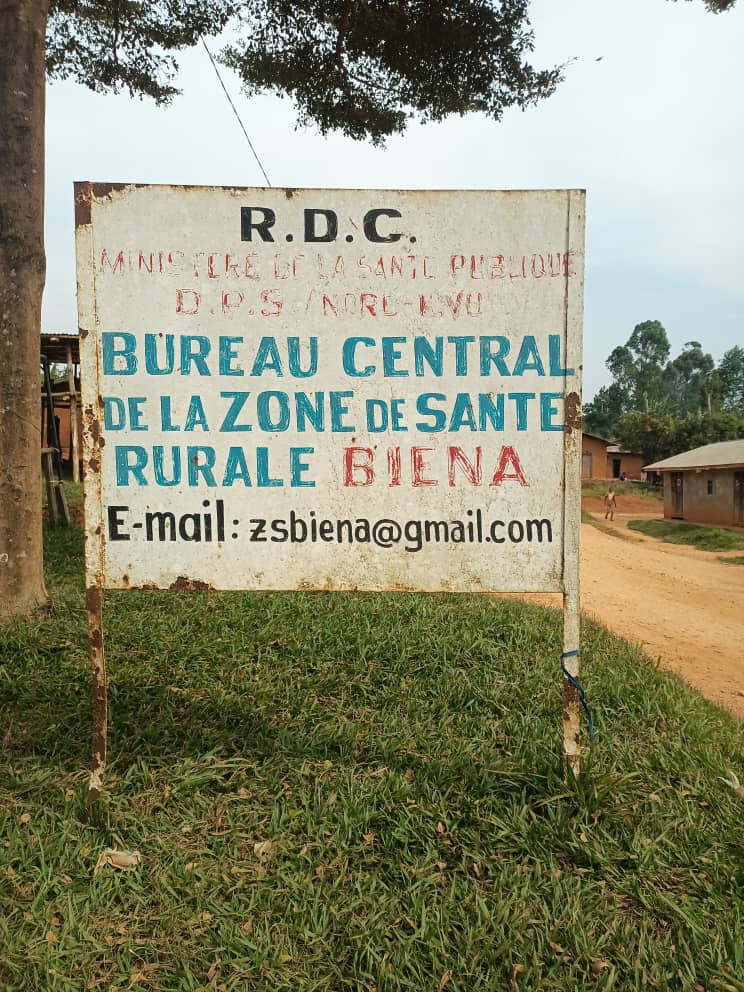 R.D.C.
MINISTERE DE LA SANTE PUBLIQUE
D.P.S /NORD-KIVU
BUREAU CENTRAL
DE LA ZONE DE SANTE
RURALE BIENA
E-mail: zsbiena@gmail.com